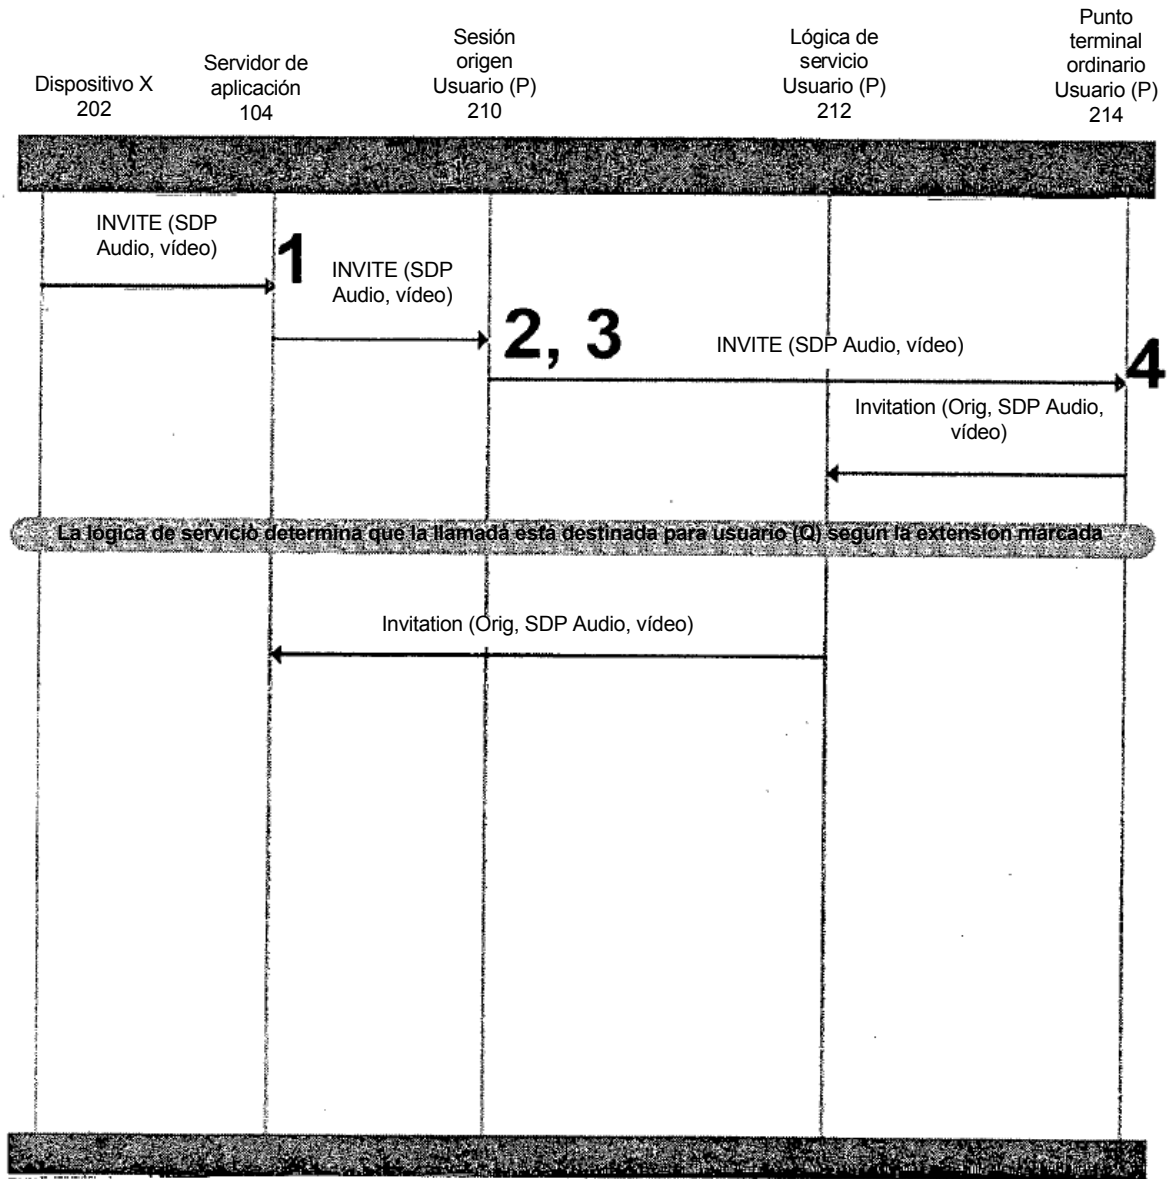 Dispositivo X
202
Servidor de
aplicación
104
Sesión
origen
Usuario (P)
210
Lógica de
servicio
Usuario (P)
212
Punto
terminal
ordinario
Usuario (P)
214
INVITE (SDP
Audio, vídeo)
1
INVITE (SDP
Audio, vídeo)
2, 3
INVITE (SDP Audio, vídeo)
4
Invitation (Orig, SDP Audio,
vídeo)
La lógica de servicio determina que la llamada está destinada para usuario (Q) según la extensión marcada
Invitation (Orig, SDP Audio, vídeo)